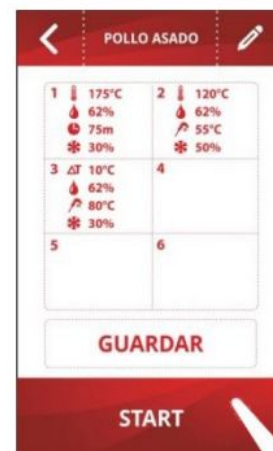 POLLO ASADO
1 175°C
62%
75m
30%
2 120°C
62%
55°C
50%
3 ΔT 10°C
62%
80°C
30%
4
5
6
GUARDAR
START